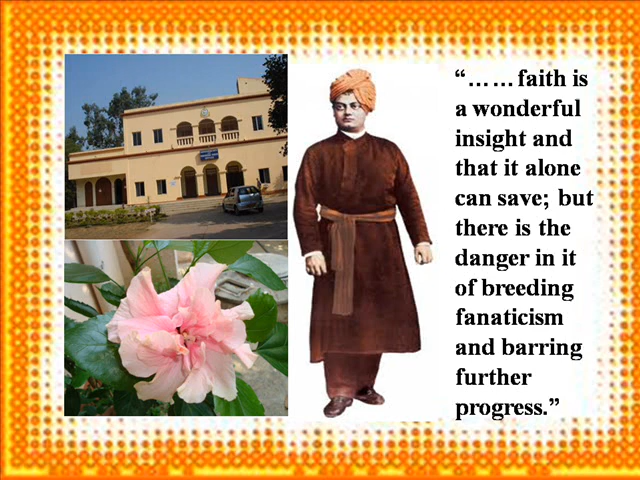 “……faith is
a wonderful
insight and
that it alone
can save; but
there is the
danger in it
of breeding
fanaticism
and barring
further
progress.”